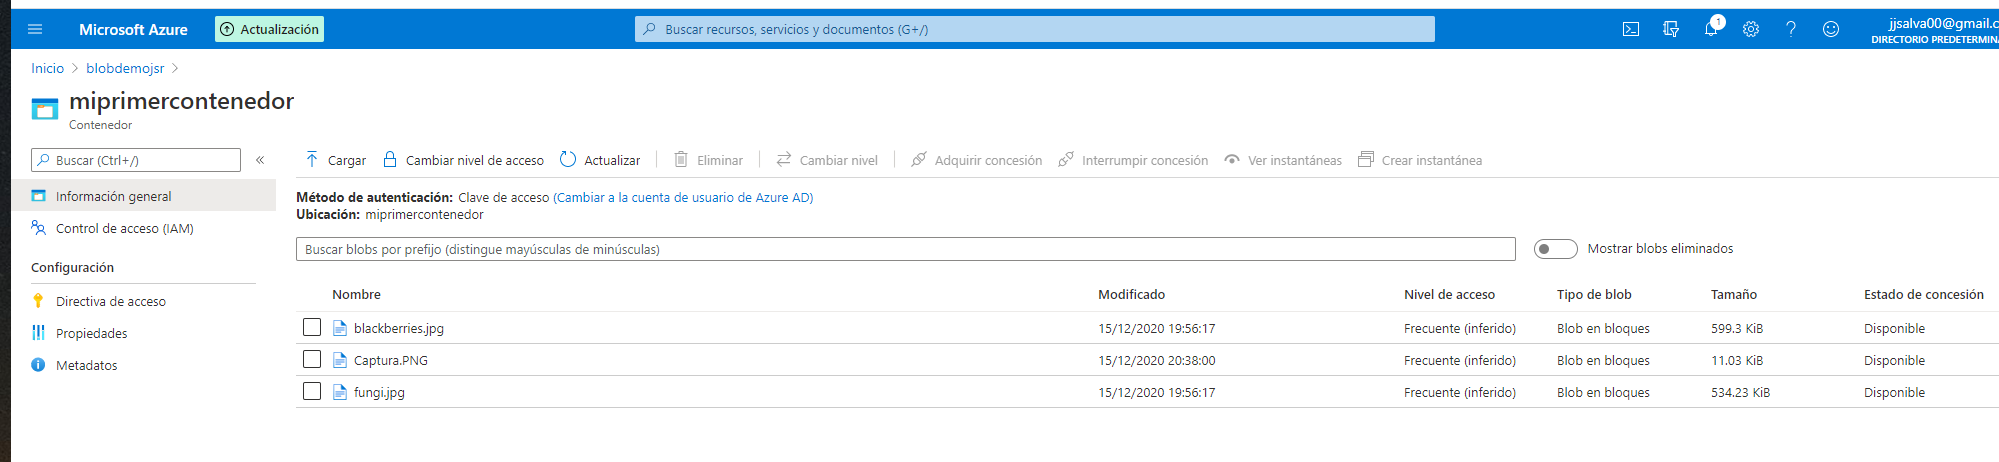 Microsoft Azure
Actualización
Buscar recursos, servicios y documentos (G+/)
1
jjsalva00@gmail.c
DIRECTORIO PREDETERMIN
Inicio > blobdemojsr >
miprimercontenedor
Contenedor
Buscar (Ctrl+/)
«
Cargar
Cambiar nivel de acceso
Actualizar
Eliminar
Cambiar nivel
Adquirir concesión
Interrumpir concesión
Ver instantáneas
Crear instantánea
Información general
Control de acceso (IAM)
Configuración
Directiva de acceso
Propiedades
Metadatos
Método de autenticación: Clave de acceso (Cambiar a la cuenta de usuario de Azure AD)
Ubicación: miprimercontenedor
Buscar blobs por prefijo (distingue mayúsculas de minúsculas)
Mostrar blobs eliminados
Nombre Modificado Nivel de acceso Tipo de blob Tamaño Estado de concesión
blackberries.jpg 15/12/2020 19:56:17 Frecuente (inferido) Blob en bloques 599.3 KiB Disponible
Captura.PNG 15/12/2020 20:38:00 Frecuente (inferido) Blob en bloques 11.03 KiB Disponible
fungi.jpg 15/12/2020 19:56:17 Frecuente (inferido) Blob en bloques 534.23 KiB Disponible